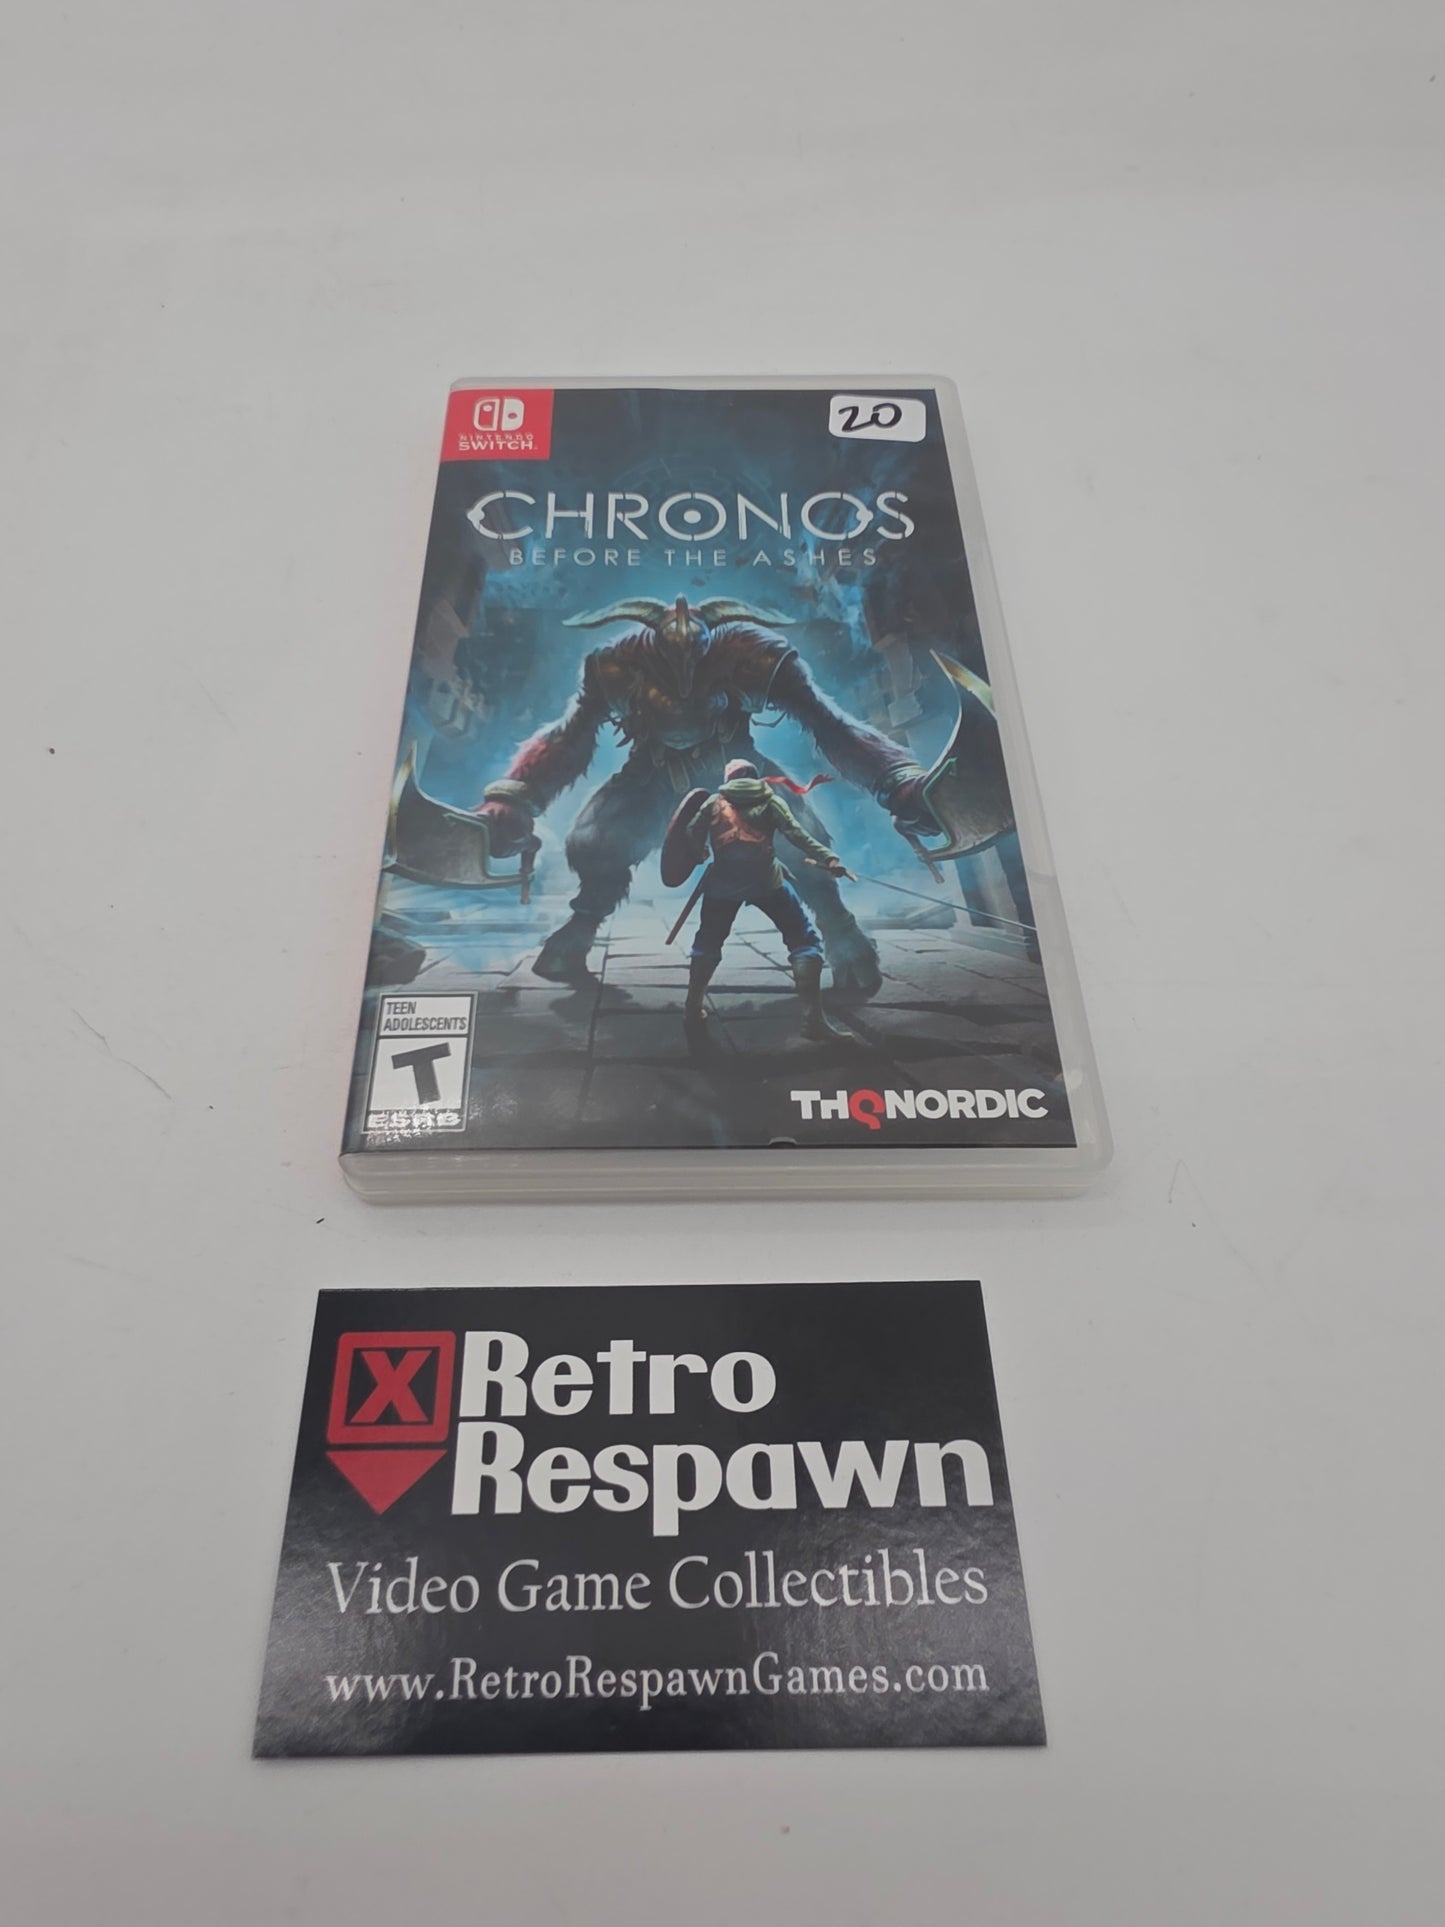 NINTENDO
SWITCH
20
CHRONOS
BEFORE THE ASHES
TEEN
ADOLESCENTS
T
ESRB
THQNORDIC
X
Retro
Respawn
Video Game Collectibles
www.RetroRespawnGames.com